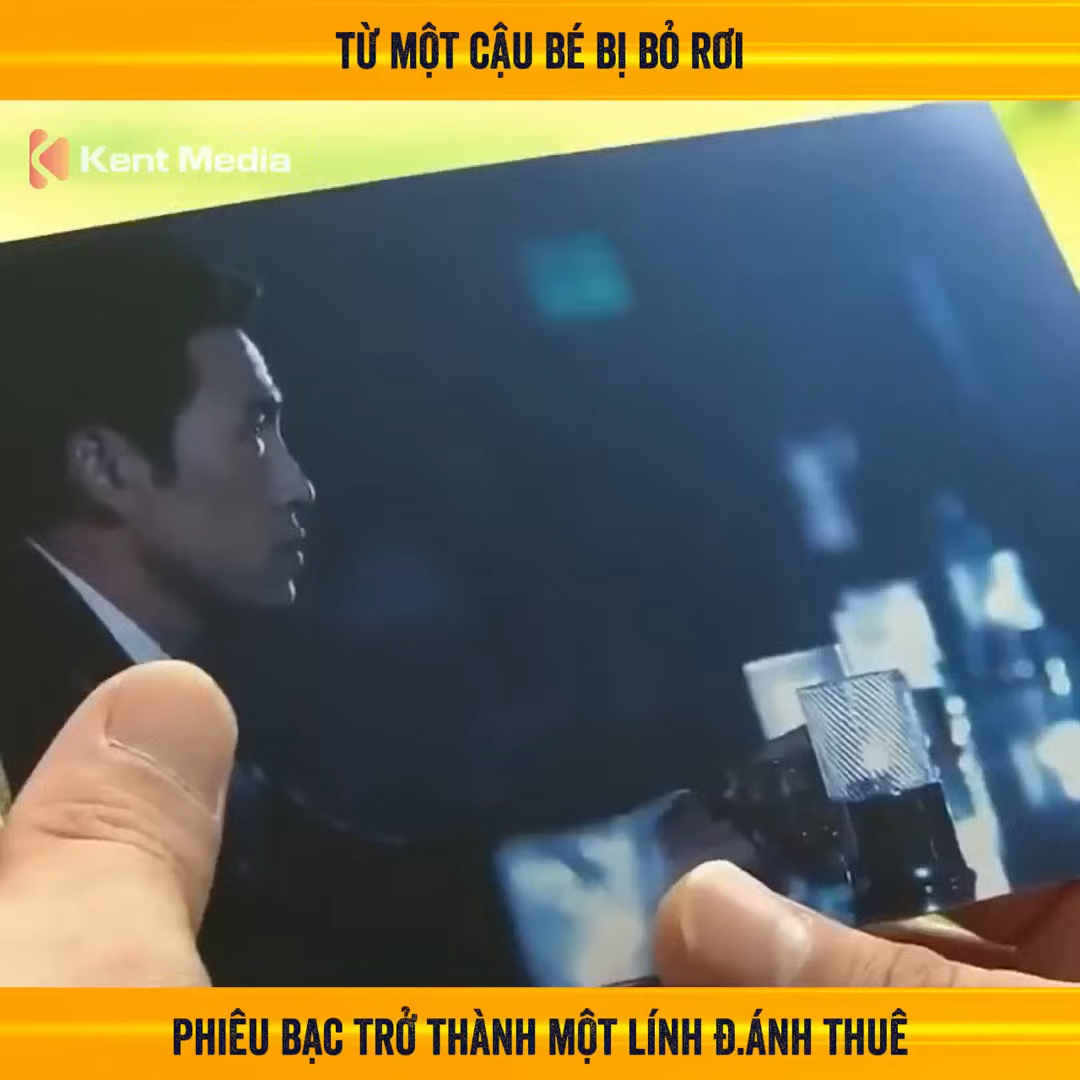 TỪ MỘT CẬU BÉ BỊ BỎ RƠI
Kent Media
PHIÊU BẠC TRỞ THÀNH MỘT LÍNH Đ.ÁNH THUÊ